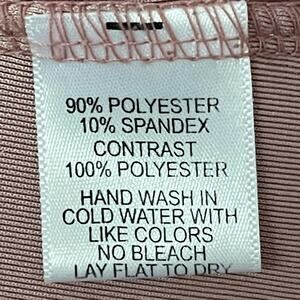 90% POLYESTER
10% SPANDEX
CONTRAST
100% POLYESTER
HAND WASH IN
COLD WATER WITH
LIKE COLORS
NO BLEACH
LAY FLAT TO DRY